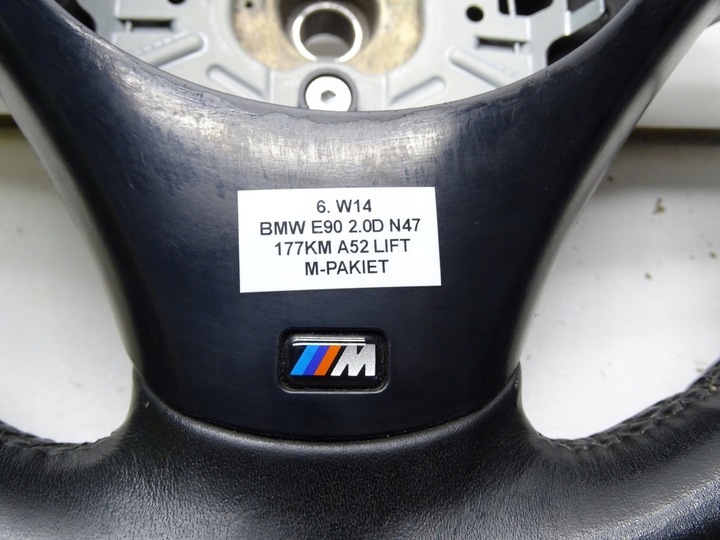 6. W14
BMW E90 2.0D N47
177KM A52 LIFT
M-PAKIET
M